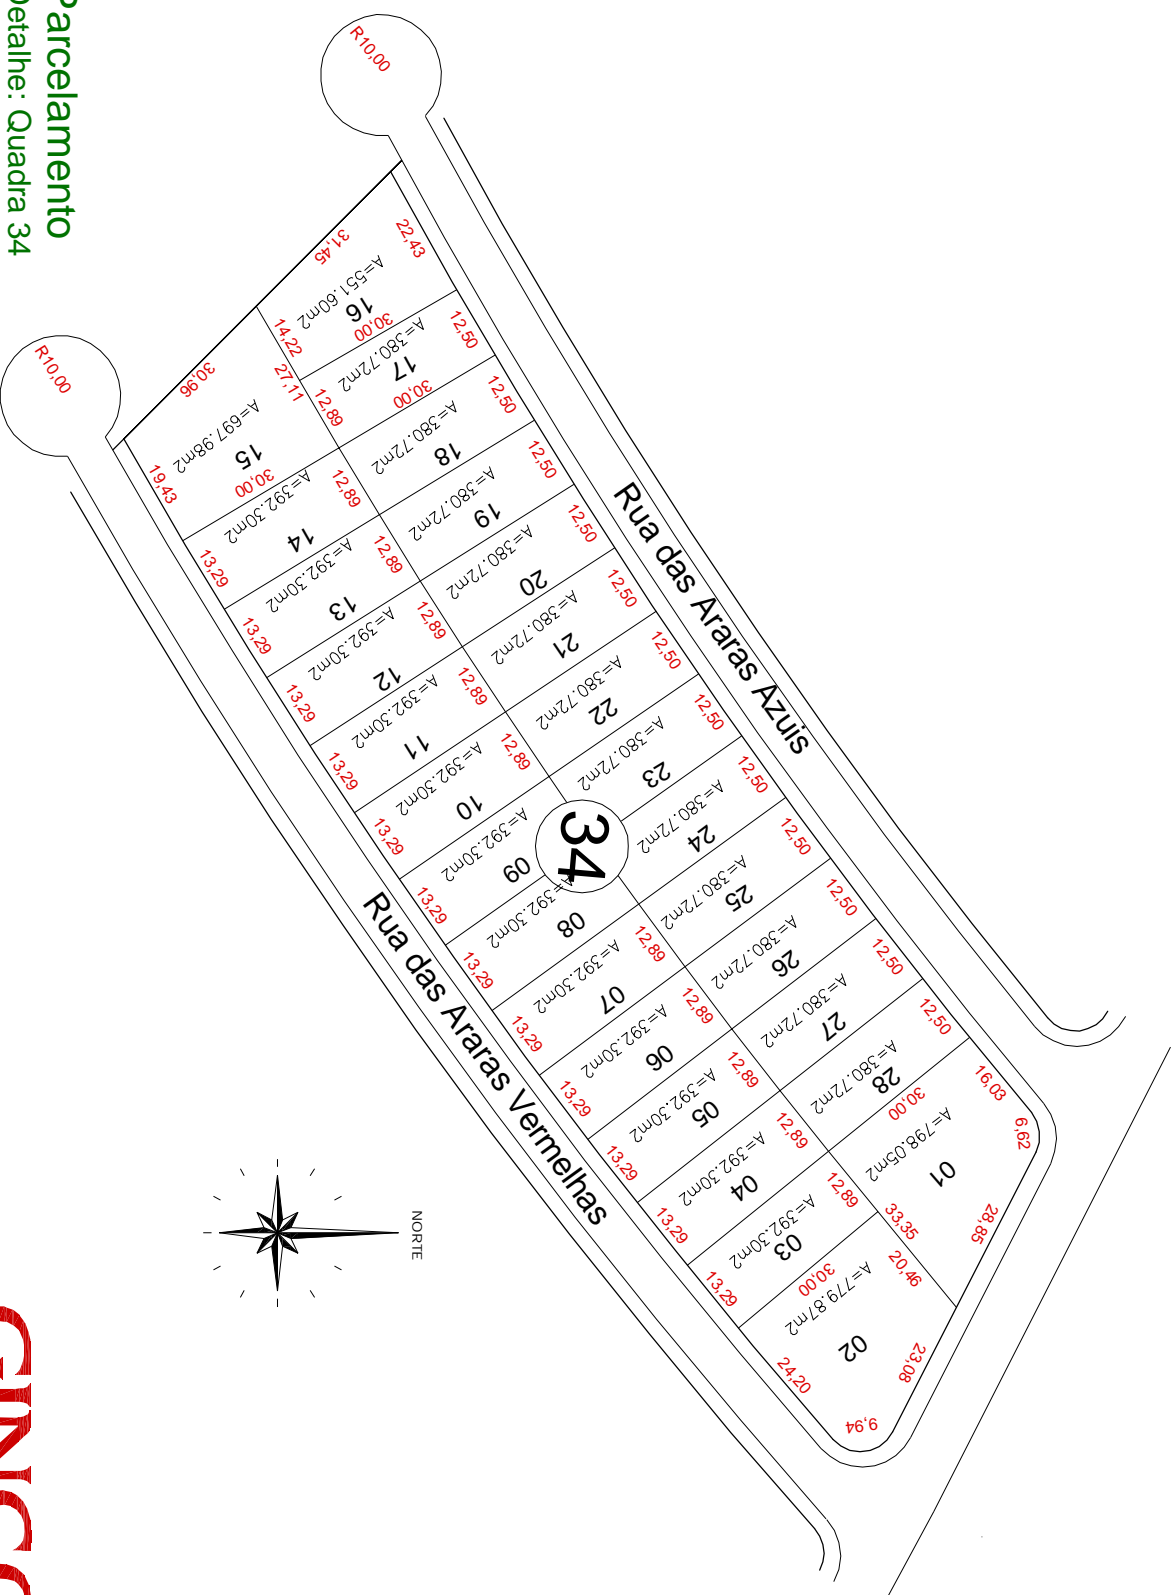 Parcelamento
Detalhe: Quadra 34
R10,00
R10,00
Rua das Araras Azuis
Rua das Araras Vermelhas
34
NORTE
16
A=551.60m2
22,43
31,45
14,22
30,00
17
A=380.72m2
12,50
12,89
30,00
18
A=380.72m2
12,50
19
A=380.72m2
12,50
20
A=380.72m2
12,50
21
A=380.72m2
12,50
22
A=380.72m2
12,50
23
A=380.72m2
12,50
24
A=380.72m2
12,50
25
A=380.72m2
12,50
26
A=380.72m2
12,50
27
A=380.72m2
12,50
28
A=380.72m2
12,50
30,00
01
A=798.05m2
16,03
6,62
28,85
33,35
15
A=697.98m2
30,96
27,11
19,43
30,00
14
A=392.30m2
12,89
13,29
13
A=392.30m2
12,89
13,29
12
A=392.30m2
12,89
13,29
11
A=392.30m2
12,89
13,29
10
A=392.30m2
12,89
13,29
09
A=392.30m2
13,29
08
A=392.30m2
13,29
07
A=392.30m2
12,89
13,29
06
A=392.30m2
12,89
13,29
05
A=392.30m2
12,89
13,29
04
A=392.30m2
12,89
13,29
03
A=392.30m2
12,89
13,29
30,00
02
A=779.87m2
20,46
23,08
9,94
24,20